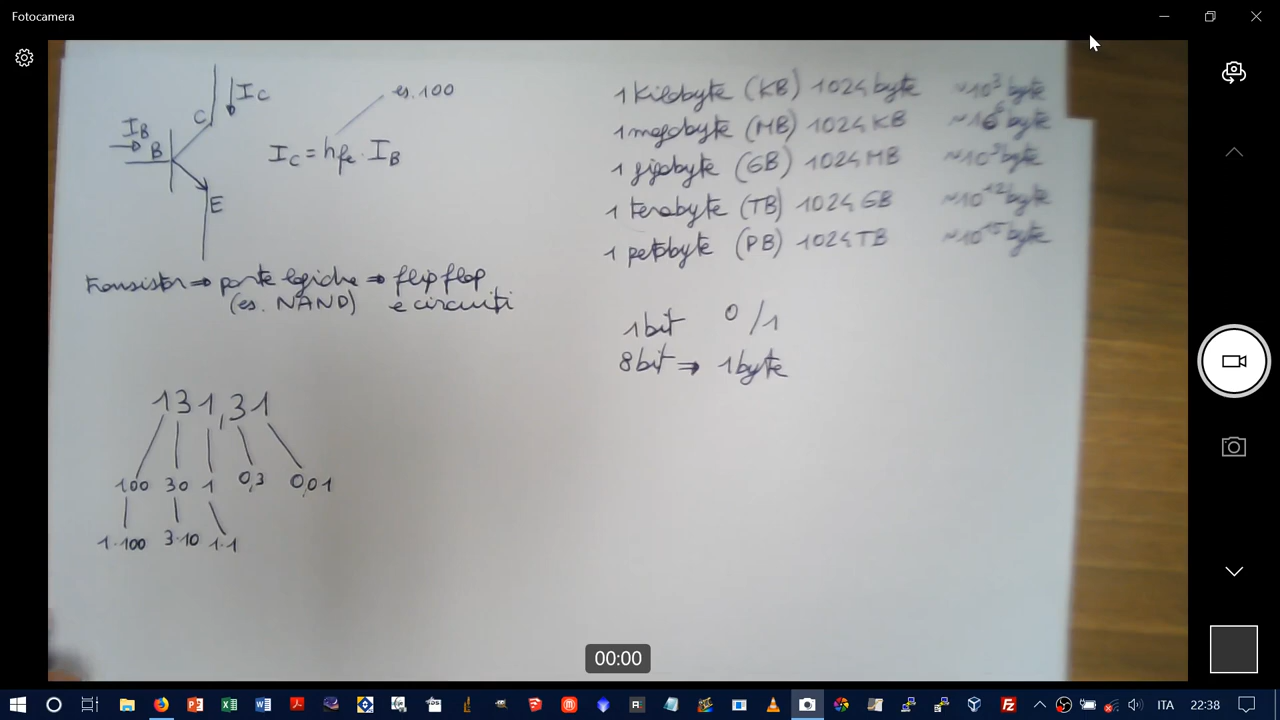 Fotocamera
I_C
es. 100
C
I_B
B
I_C = h_fe · I_B
E
transistor ⇒ porte logiche ⇒ flip flop
(es. NAND) e circuiti
131,31
100 30 1 0,3 0,01
1·100 3·10 1·1
1 kilobyte (KB) 1024 byte ~10³ byte
1 megabyte (MB) 1024 KB ~10⁶ byte
1 gigabyte (GB) 1024 MB ~10⁹ byte
1 terabyte (TB) 1024 GB ~10¹² byte
1 petabyte (PB) 1024 TB ~10¹⁵ byte
1 bit 0/1
8 bit ⇒ 1 byte
00:00
ITA 22:38